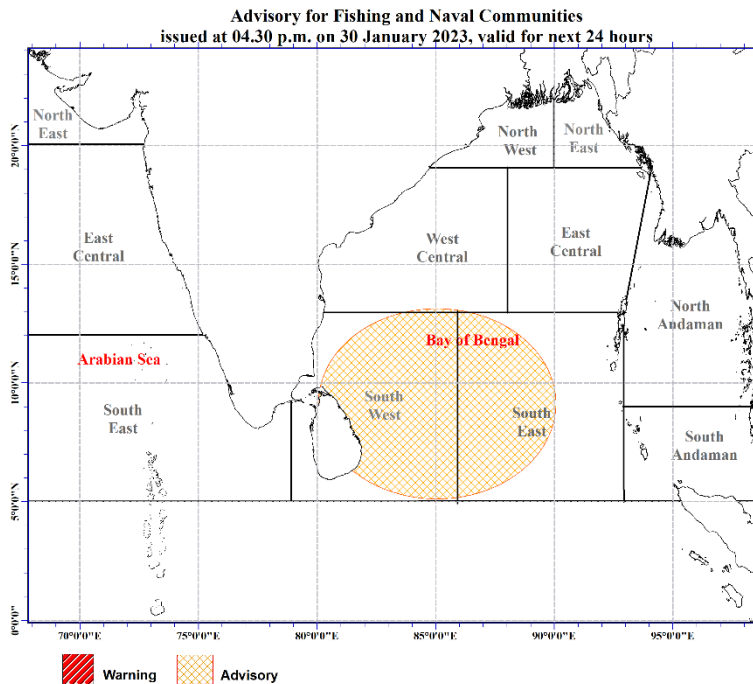 Advisory for Fishing and Naval Communities
issued at 04.30 p.m. on 30 January 2023, valid for next 24 hours
North
East
North
West
North
East
20°0'0"N
East
Central
West
Central
East
Central
15°0'0"N
North
Andaman
Arabian Sea
Bay of Bengal
10°0'0"N
South
East
South
West
South
East
South
Andaman
5°0'0"N
0°0'0"
70°0'0"E
75°0'0"E
80°0'0"E
85°0'0"E
90°0'0"E
95°0'0"E
Warning
Advisory